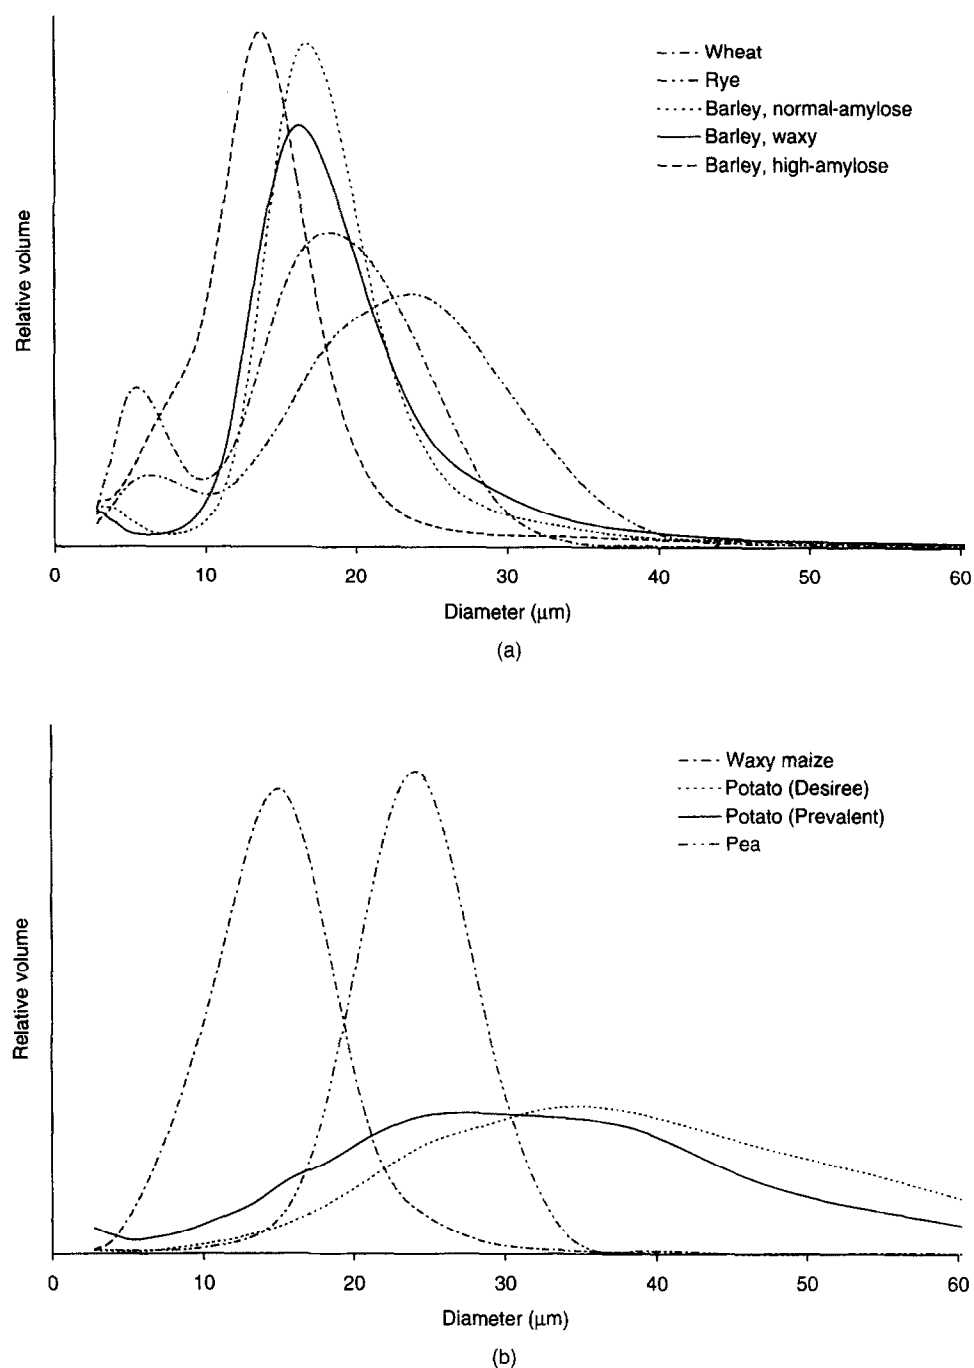 Wheat
Rye
Barley, normal-amylose
Barley, waxy
Barley, high-amylose
Relative volume
0 10 20 30 40 50 60
Diameter (μm)
(a)
Waxy maize
Potato (Desiree)
Potato (Prevalent)
Pea
Relative volume
0 10 20 30 40 50 60
Diameter (μm)
(b)